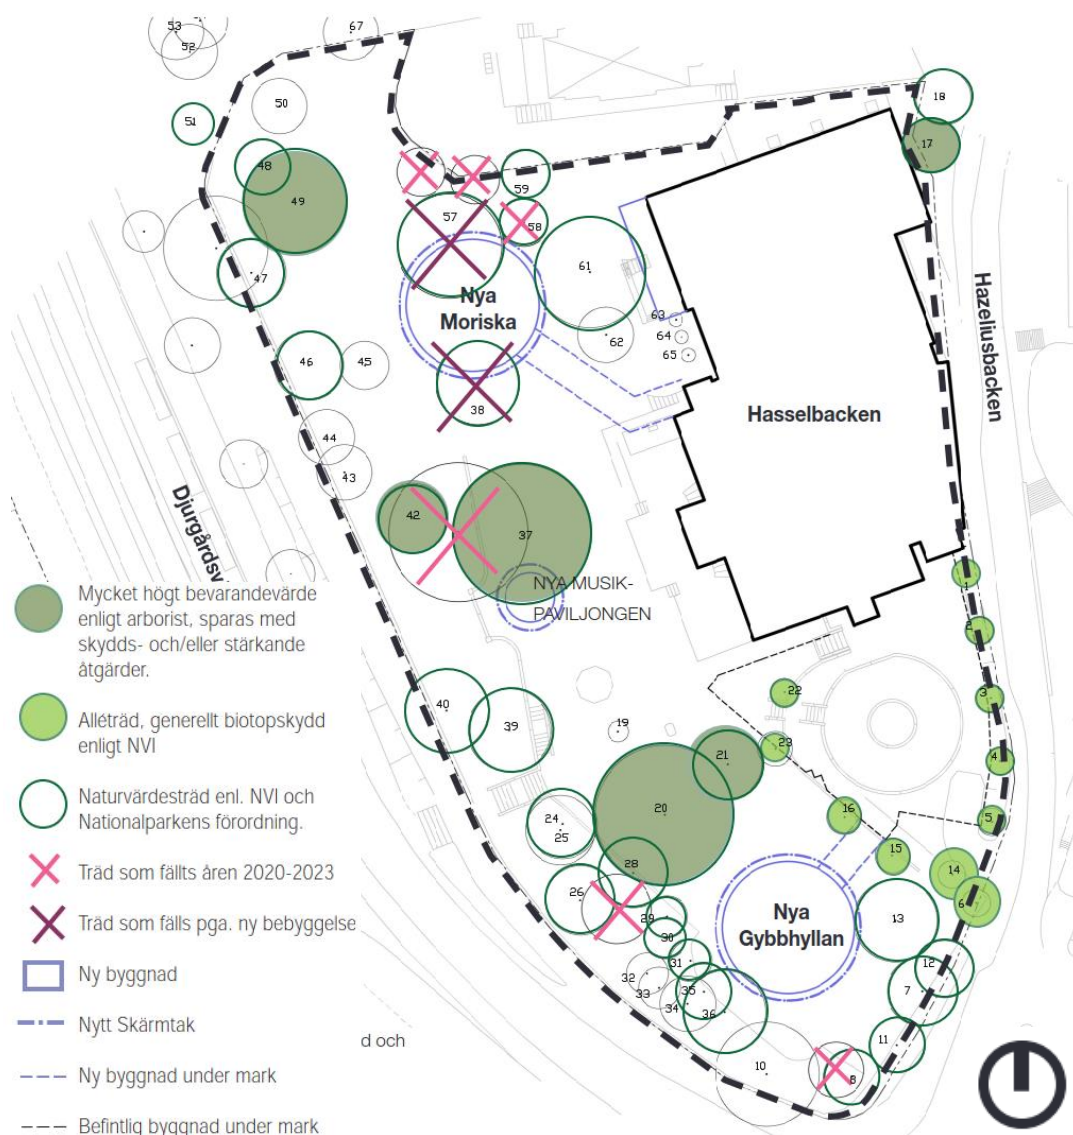 53
52
67
50
51
18
17
48
49
59
57
58
47
61
Nya
Moriska
63
62
64
65
46
45
38
Hasselbacken
Hazeliusbacken
44
43
42
37
Djurgårdsv
NYA MUSIK-
PAVILJONGEN
1
2
3
22
40
39
19
23
4
21
20
16
5
24
25
15
28
14
26
6
29
Nya
Gybbhyllan
13
30
31
12
32
33
35
7
34
36
11
10
8
Mycket högt bevarandevärde
enligt arborist, sparas med
skydds- och/eller stärkande
åtgärder.
Alléträd, generellt biotopskydd
enligt NVI
Naturvärdesträd enl. NVI och
Nationalparkens förordning.
Träd som fällts åren 2020-2023
Träd som fälls pga. ny bebyggelse
Ny byggnad
Nytt Skärmtak
d och
Ny byggnad under mark
Befintlig byggnad under mark